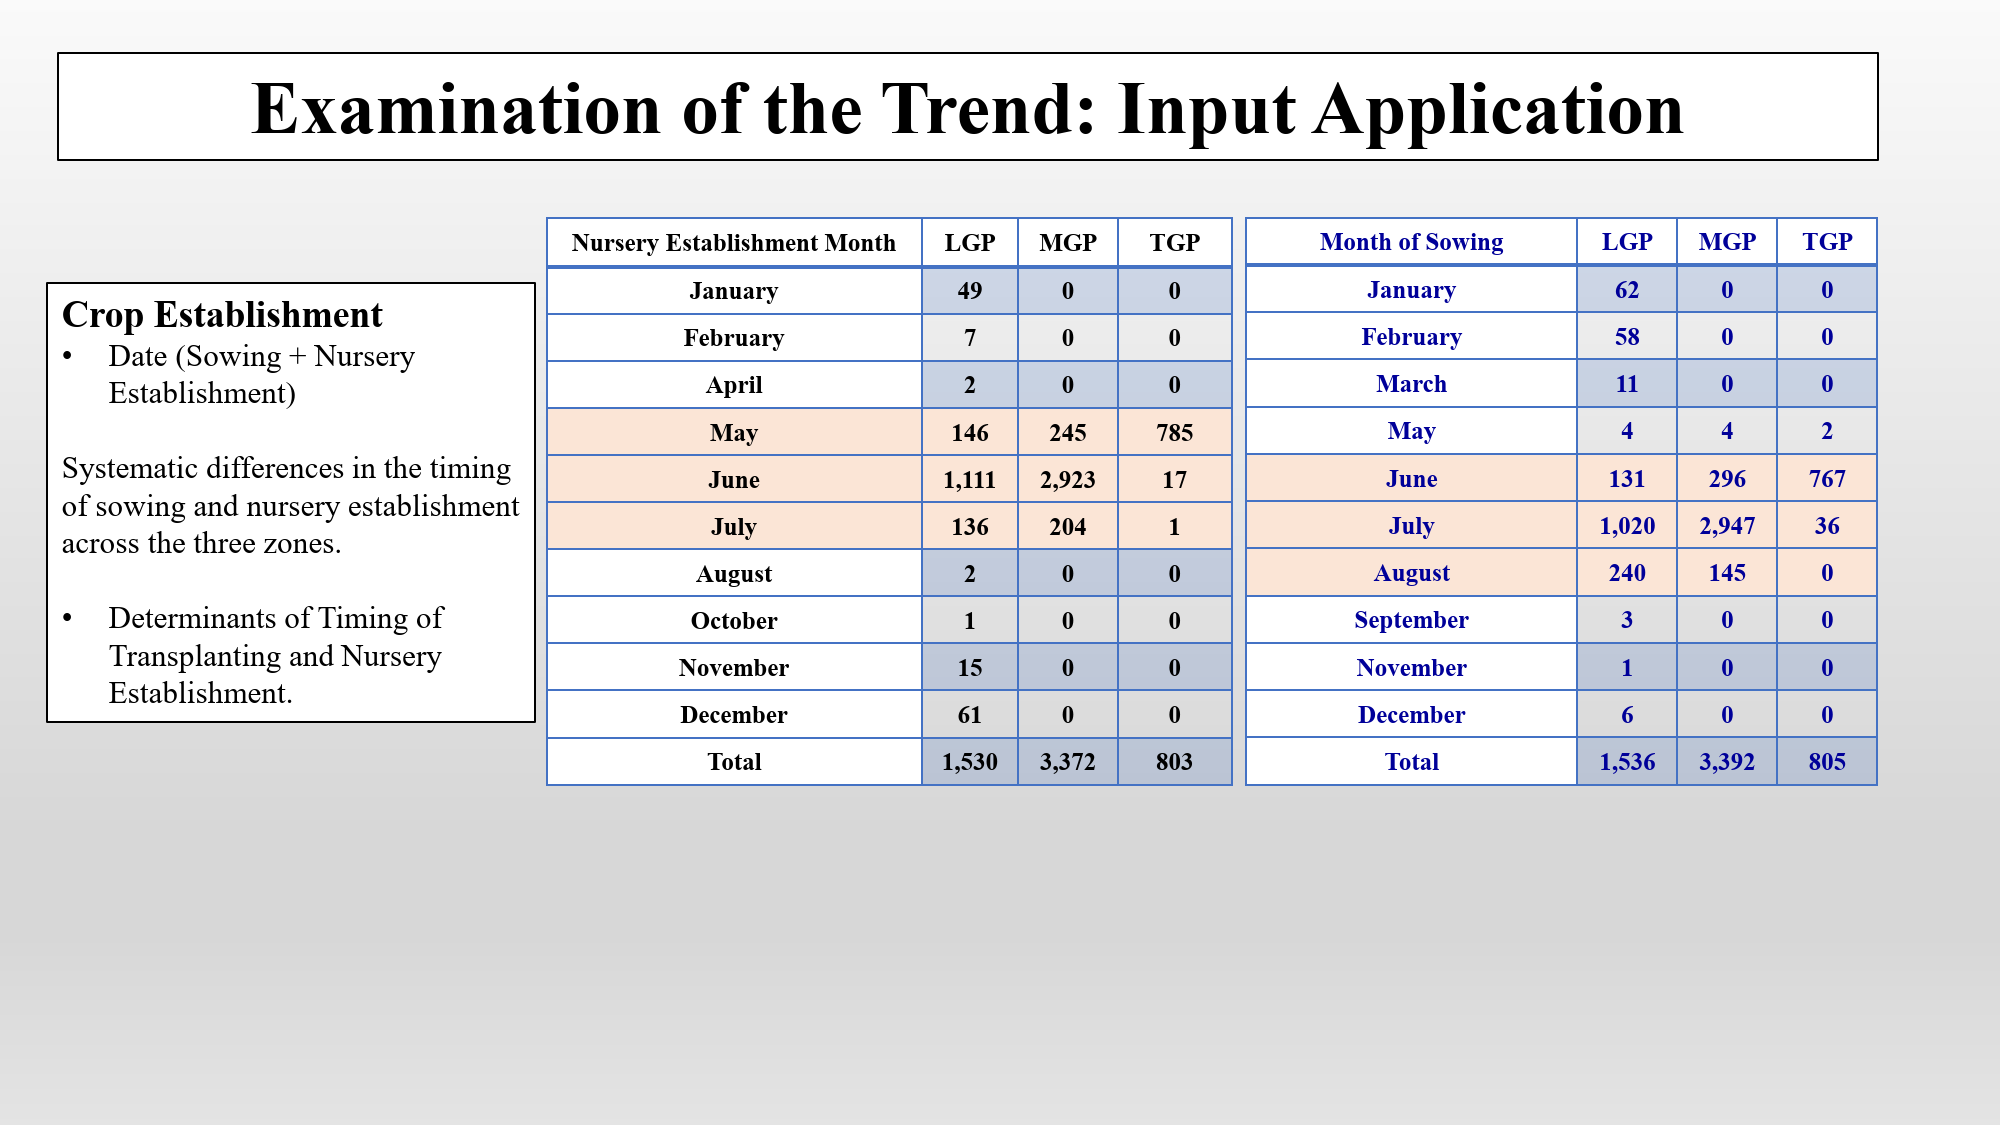 Examination of the Trend: Input Application
Crop Establishment
• Date (Sowing + Nursery
Establishment)
Systematic differences in the timing
of sowing and nursery establishment
across the three zones.
• Determinants of Timing of
Transplanting and Nursery
Establishment.
Nursery Establishment Month LGP MGP TGP
January 49 0 0
February 7 0 0
April 2 0 0
May 146 245 785
June 1,111 2,923 17
July 136 204 1
August 2 0 0
October 1 0 0
November 15 0 0
December 61 0 0
Total 1,530 3,372 803
Month of Sowing LGP MGP TGP
January 62 0 0
February 58 0 0
March 11 0 0
May 4 4 2
June 131 296 767
July 1,020 2,947 36
August 240 145 0
September 3 0 0
November 1 0 0
December 6 0 0
Total 1,536 3,392 805